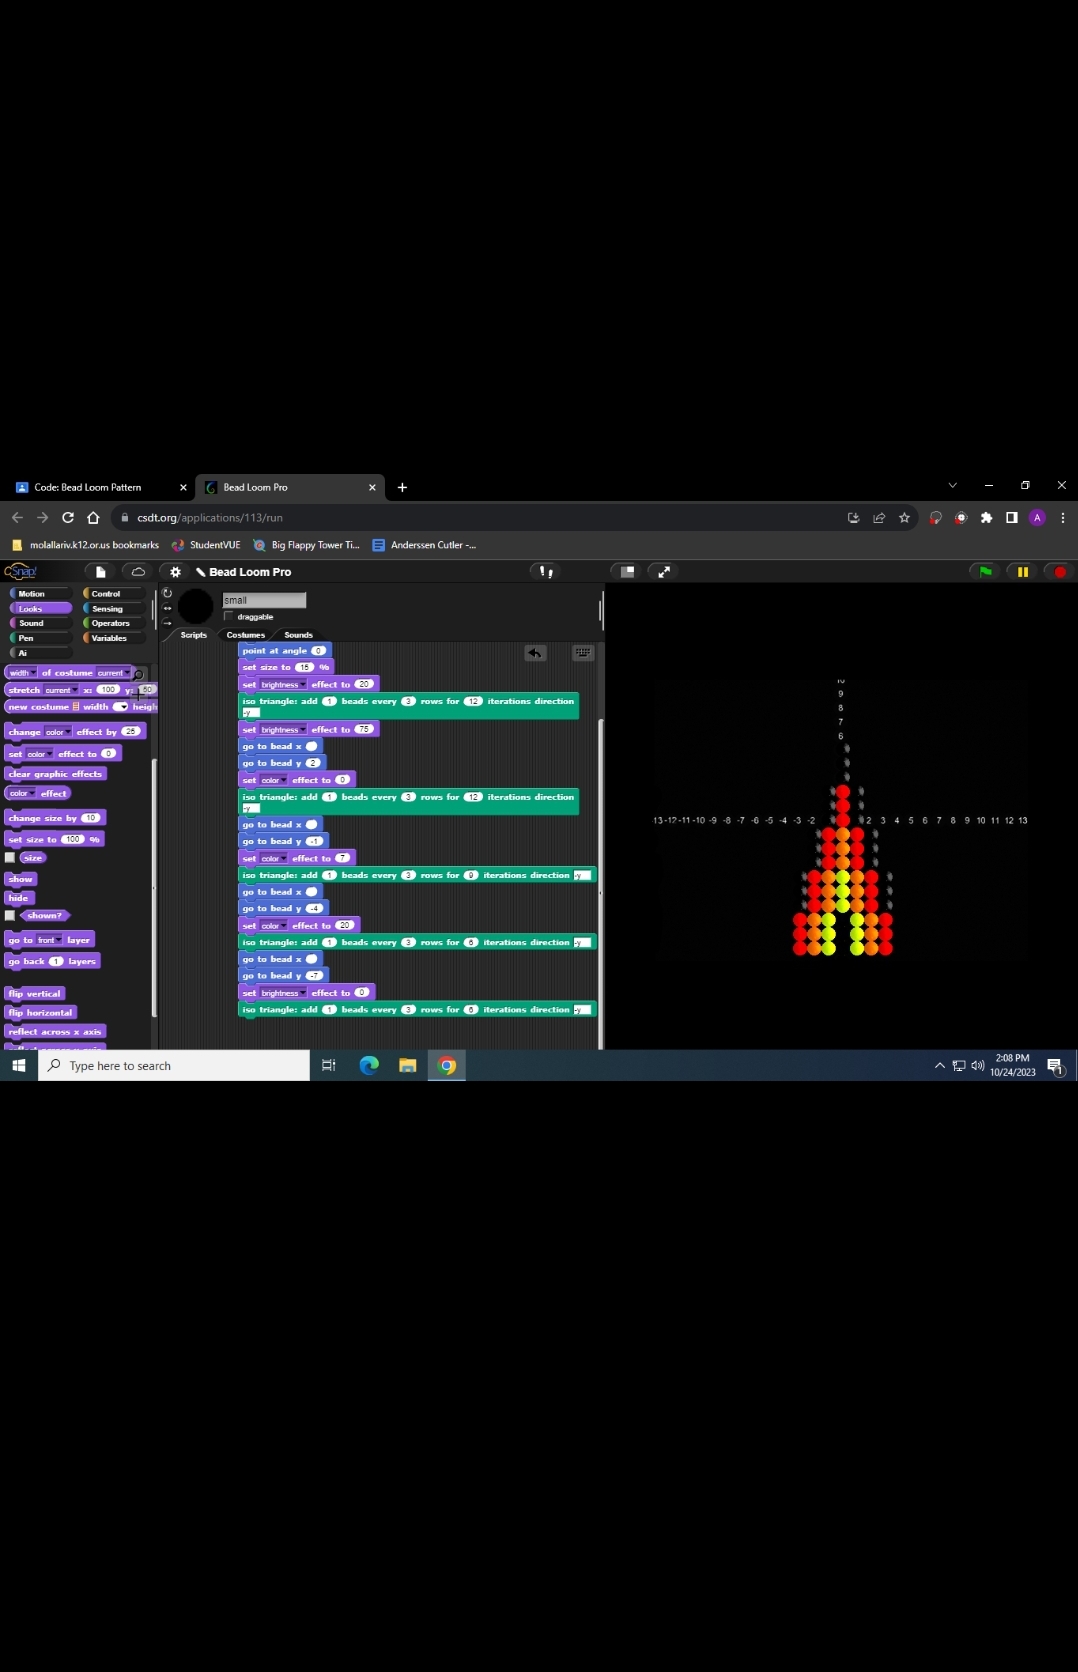 Code: Bead Loom Pattern
Bead Loom Pro
csdt.org/applications/113/run
A
molallariv.k12.or.us bookmarks
StudentVUE
Big Flappy Tower Ti...
Anderssen Cutler -...
Snap!
Bead Loom Pro
Motion
Control
Looks
Sensing
Sound
Operators
Pen
Variables
Ai
small
draggable
Scripts
Costumes
Sounds
width of costume current
stretch current x: 100 y: 50
new costume width heigh
change color effect by 25
set color effect to 0
clear graphic effects
color effect
change size by 10
set size to 100 %
size
show
hide
shown?
go to front layer
go back 1 layers
flip vertical
flip horizontal
reflect across x axis
point at angle 0
set size to 15 %
set brightness effect to 20
iso triangle: add 1 beads every 3 rows for 12 iterations direction
-y
set brightness effect to 75
go to bead x
go to bead y 2
set color effect to 0
iso triangle: add 1 beads every 3 rows for 12 iterations direction
-y
go to bead x
go to bead y -1
set color effect to 7
iso triangle: add 1 beads every 3 rows for 9 iterations direction -y
go to bead x
go to bead y -4
set color effect to 20
iso triangle: add 1 beads every 3 rows for 6 iterations direction -y
go to bead x
go to bead y -7
set brightness effect to 0
iso triangle: add 1 beads every 3 rows for 6 iterations direction -y
10
9
8
7
6
13 -12 -11 -10 -9 -8 -7 -6 -5 -4 -3 -2 2 3 4 5 6 7 8 9 10 11 12 13
Type here to search
2:08 PM
10/24/2023
1